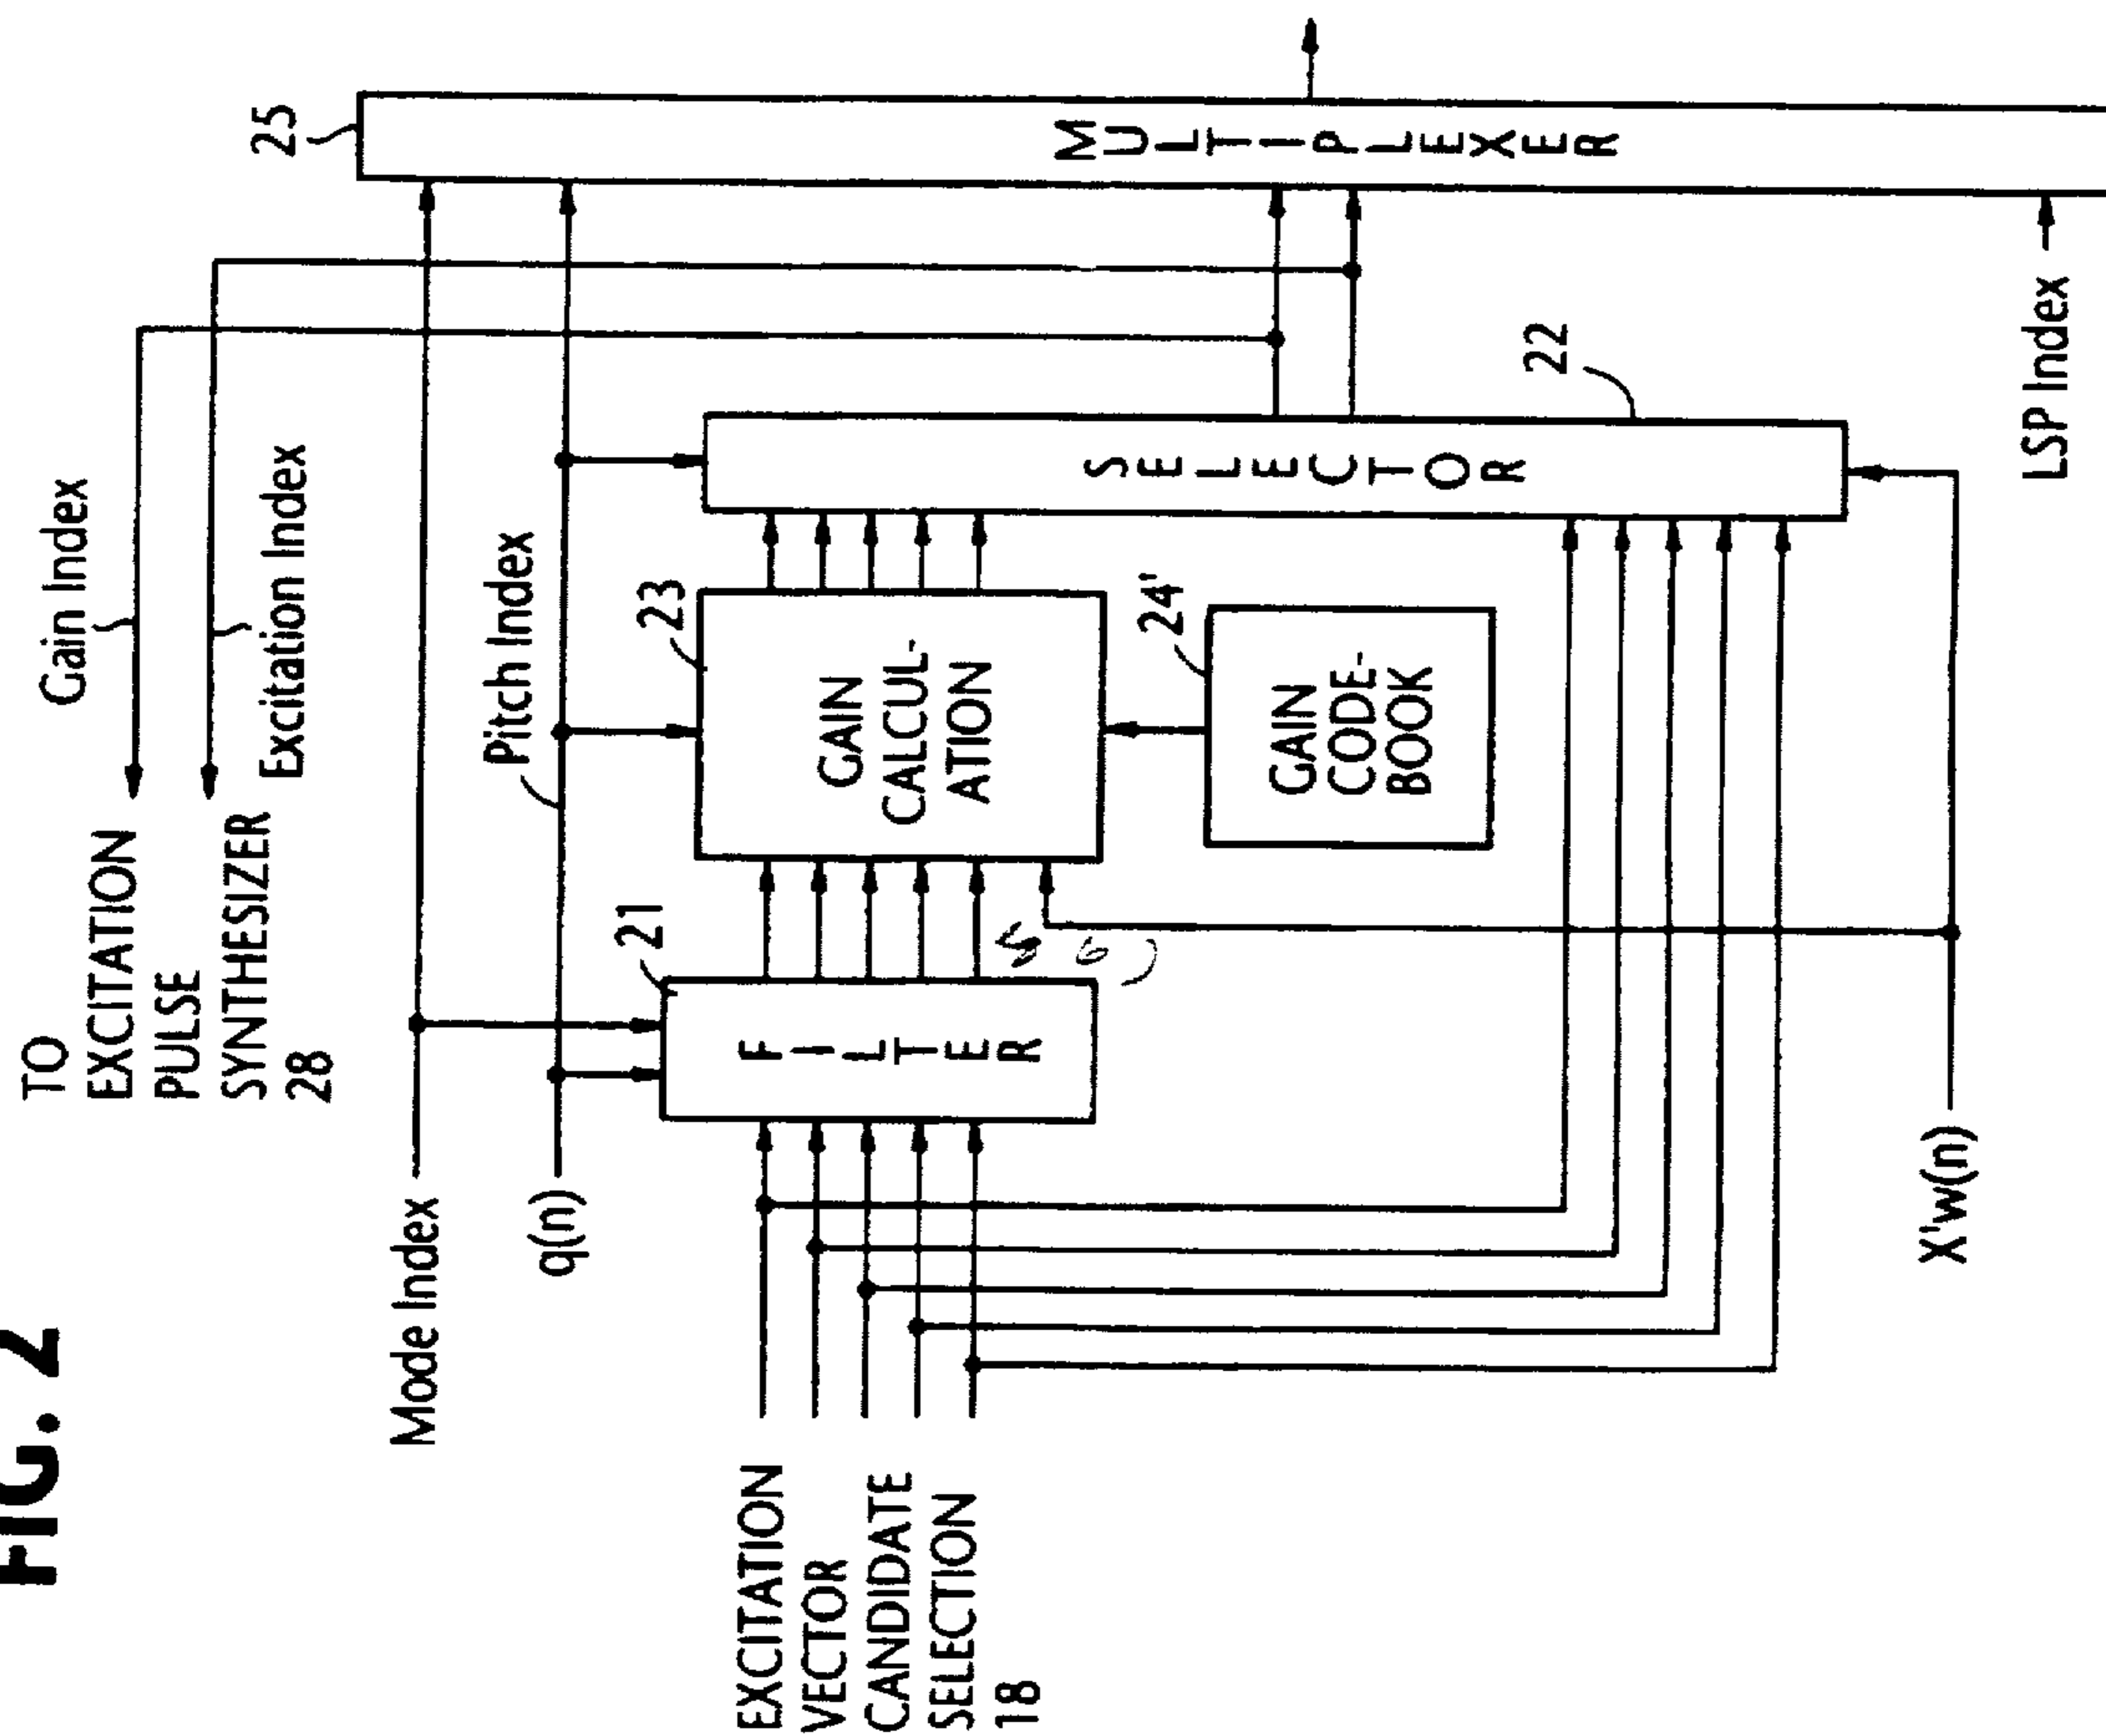 FIG. 2
TO
EXCITATION
PULSE
SYNTHESIZER
28
Gain Index
Excitation Index
25
Mode Index
q(n)
Pitch Index
21
23
22
FILTER
GAIN
CALCUL-
ATION
SELECTOR
MULTIPLEXER
24'
GAIN
CODE-
BOOK
EXCITATION
VECTOR
CANDIDATE
SELECTION
18
X'w(n)
LSP Index